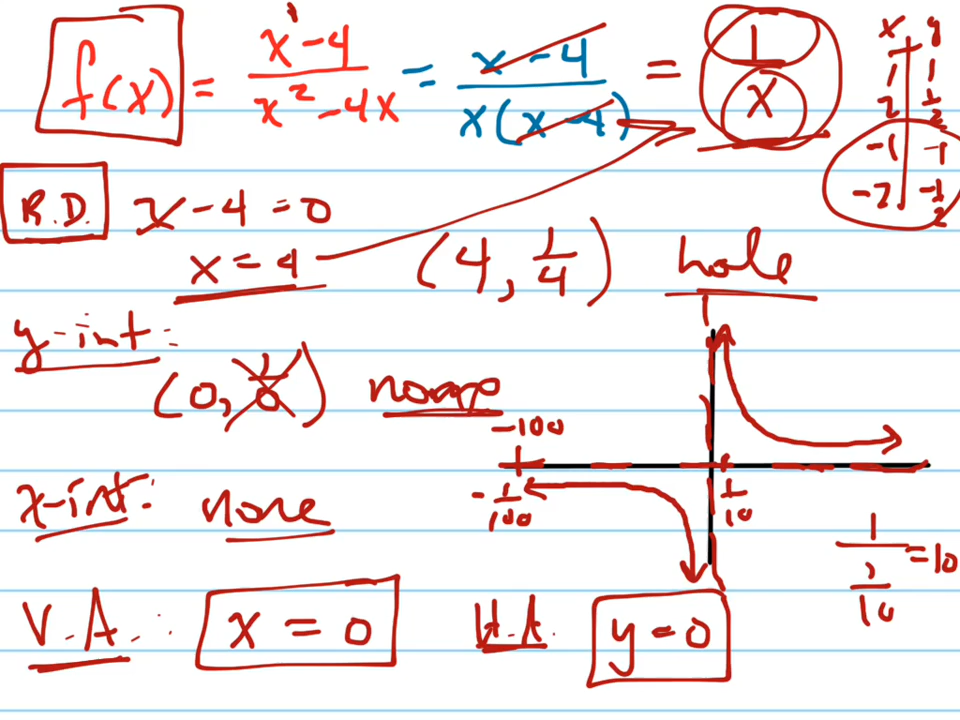 f(x) = x-4 / x² - 4x = x-4 / x(x-4) = 1 / x
x y
1 1
2 1/2
-1 -1
-2 -1/2
R.D. x-4=0
x=4 (4, 1/4) hole
y-int:
(0, 1/0)
-100
-1/100 1/10
x-int: none
1 / 1/10 = 10
V.A.: x = 0 H.A. y=0